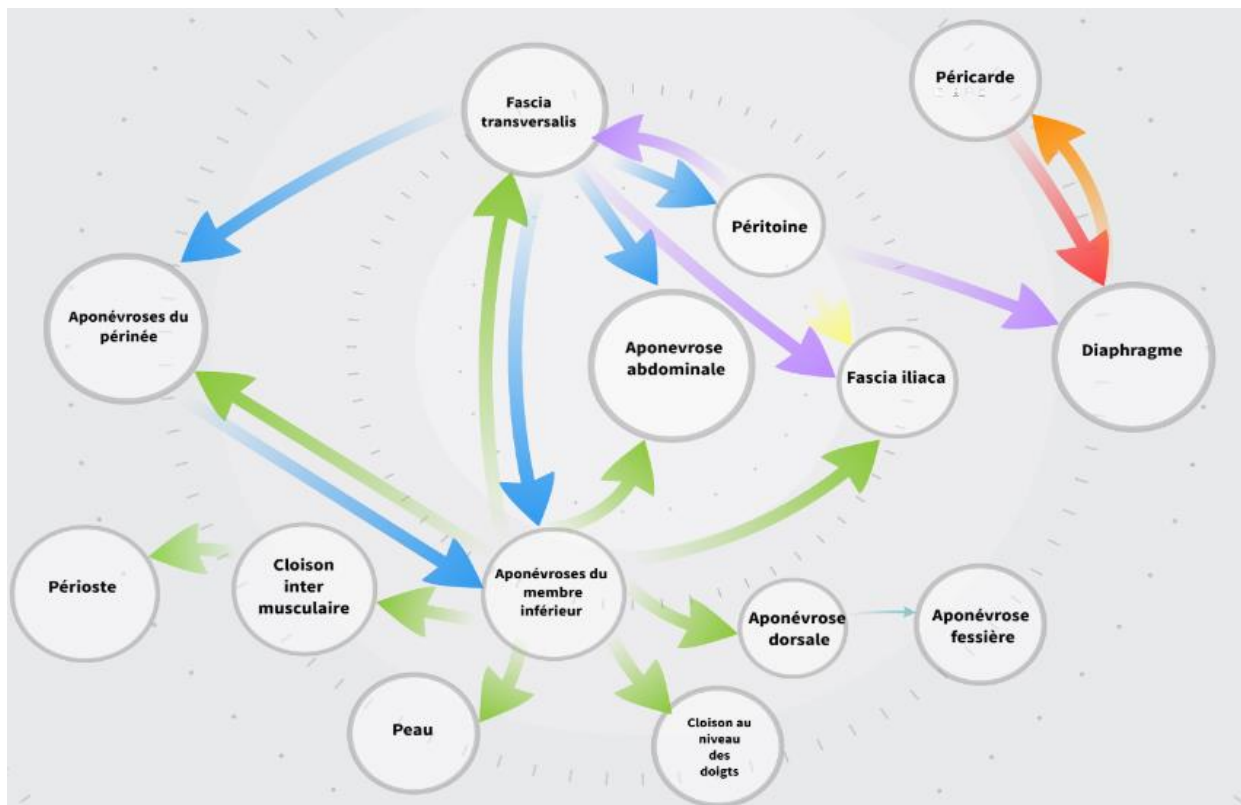 Péricarde
Fascia
transversalis
Péritoine
Aponévroses du
périnée
Aponevrose
abdominale
Fascia iliaca
Diaphragme
Périoste
Cloison
inter
musculaire
Aponévroses du
membre
inférieur
Aponévrose
dorsale
Aponévrose
fessière
Peau
Cloison au
niveau
des
doigts